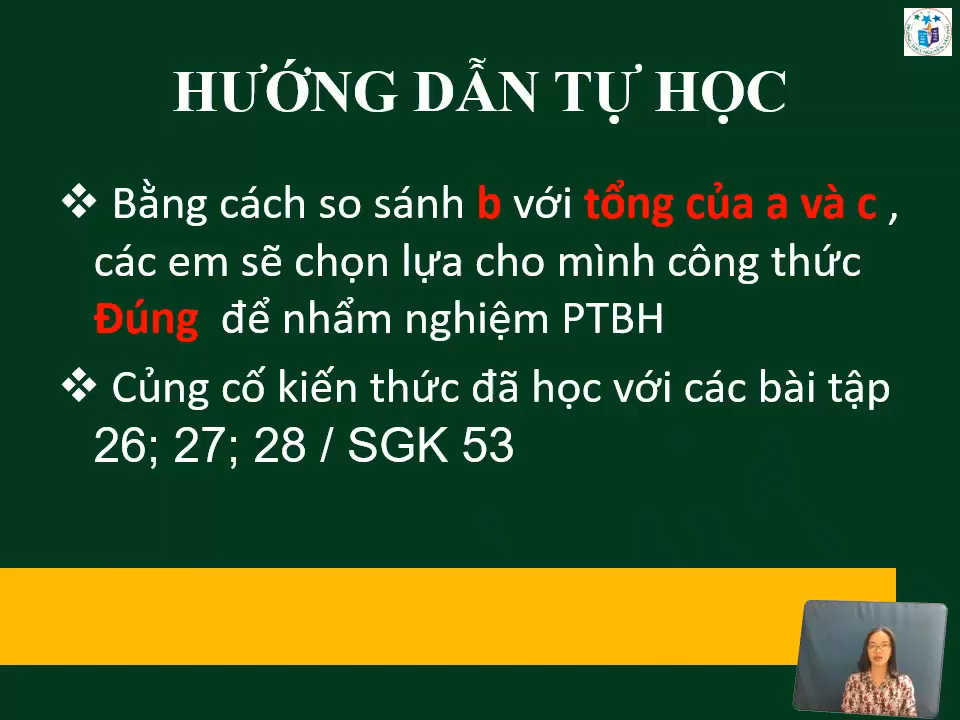 HƯỚNG DẪN TỰ HỌC
❖ Bằng cách so sánh b với tổng của a và c ,
các em sẽ chọn lựa cho mình công thức
Đúng để nhẩm nghiệm PTBH
❖ Củng cố kiến thức đã học với các bài tập
26; 27; 28 / SGK 53